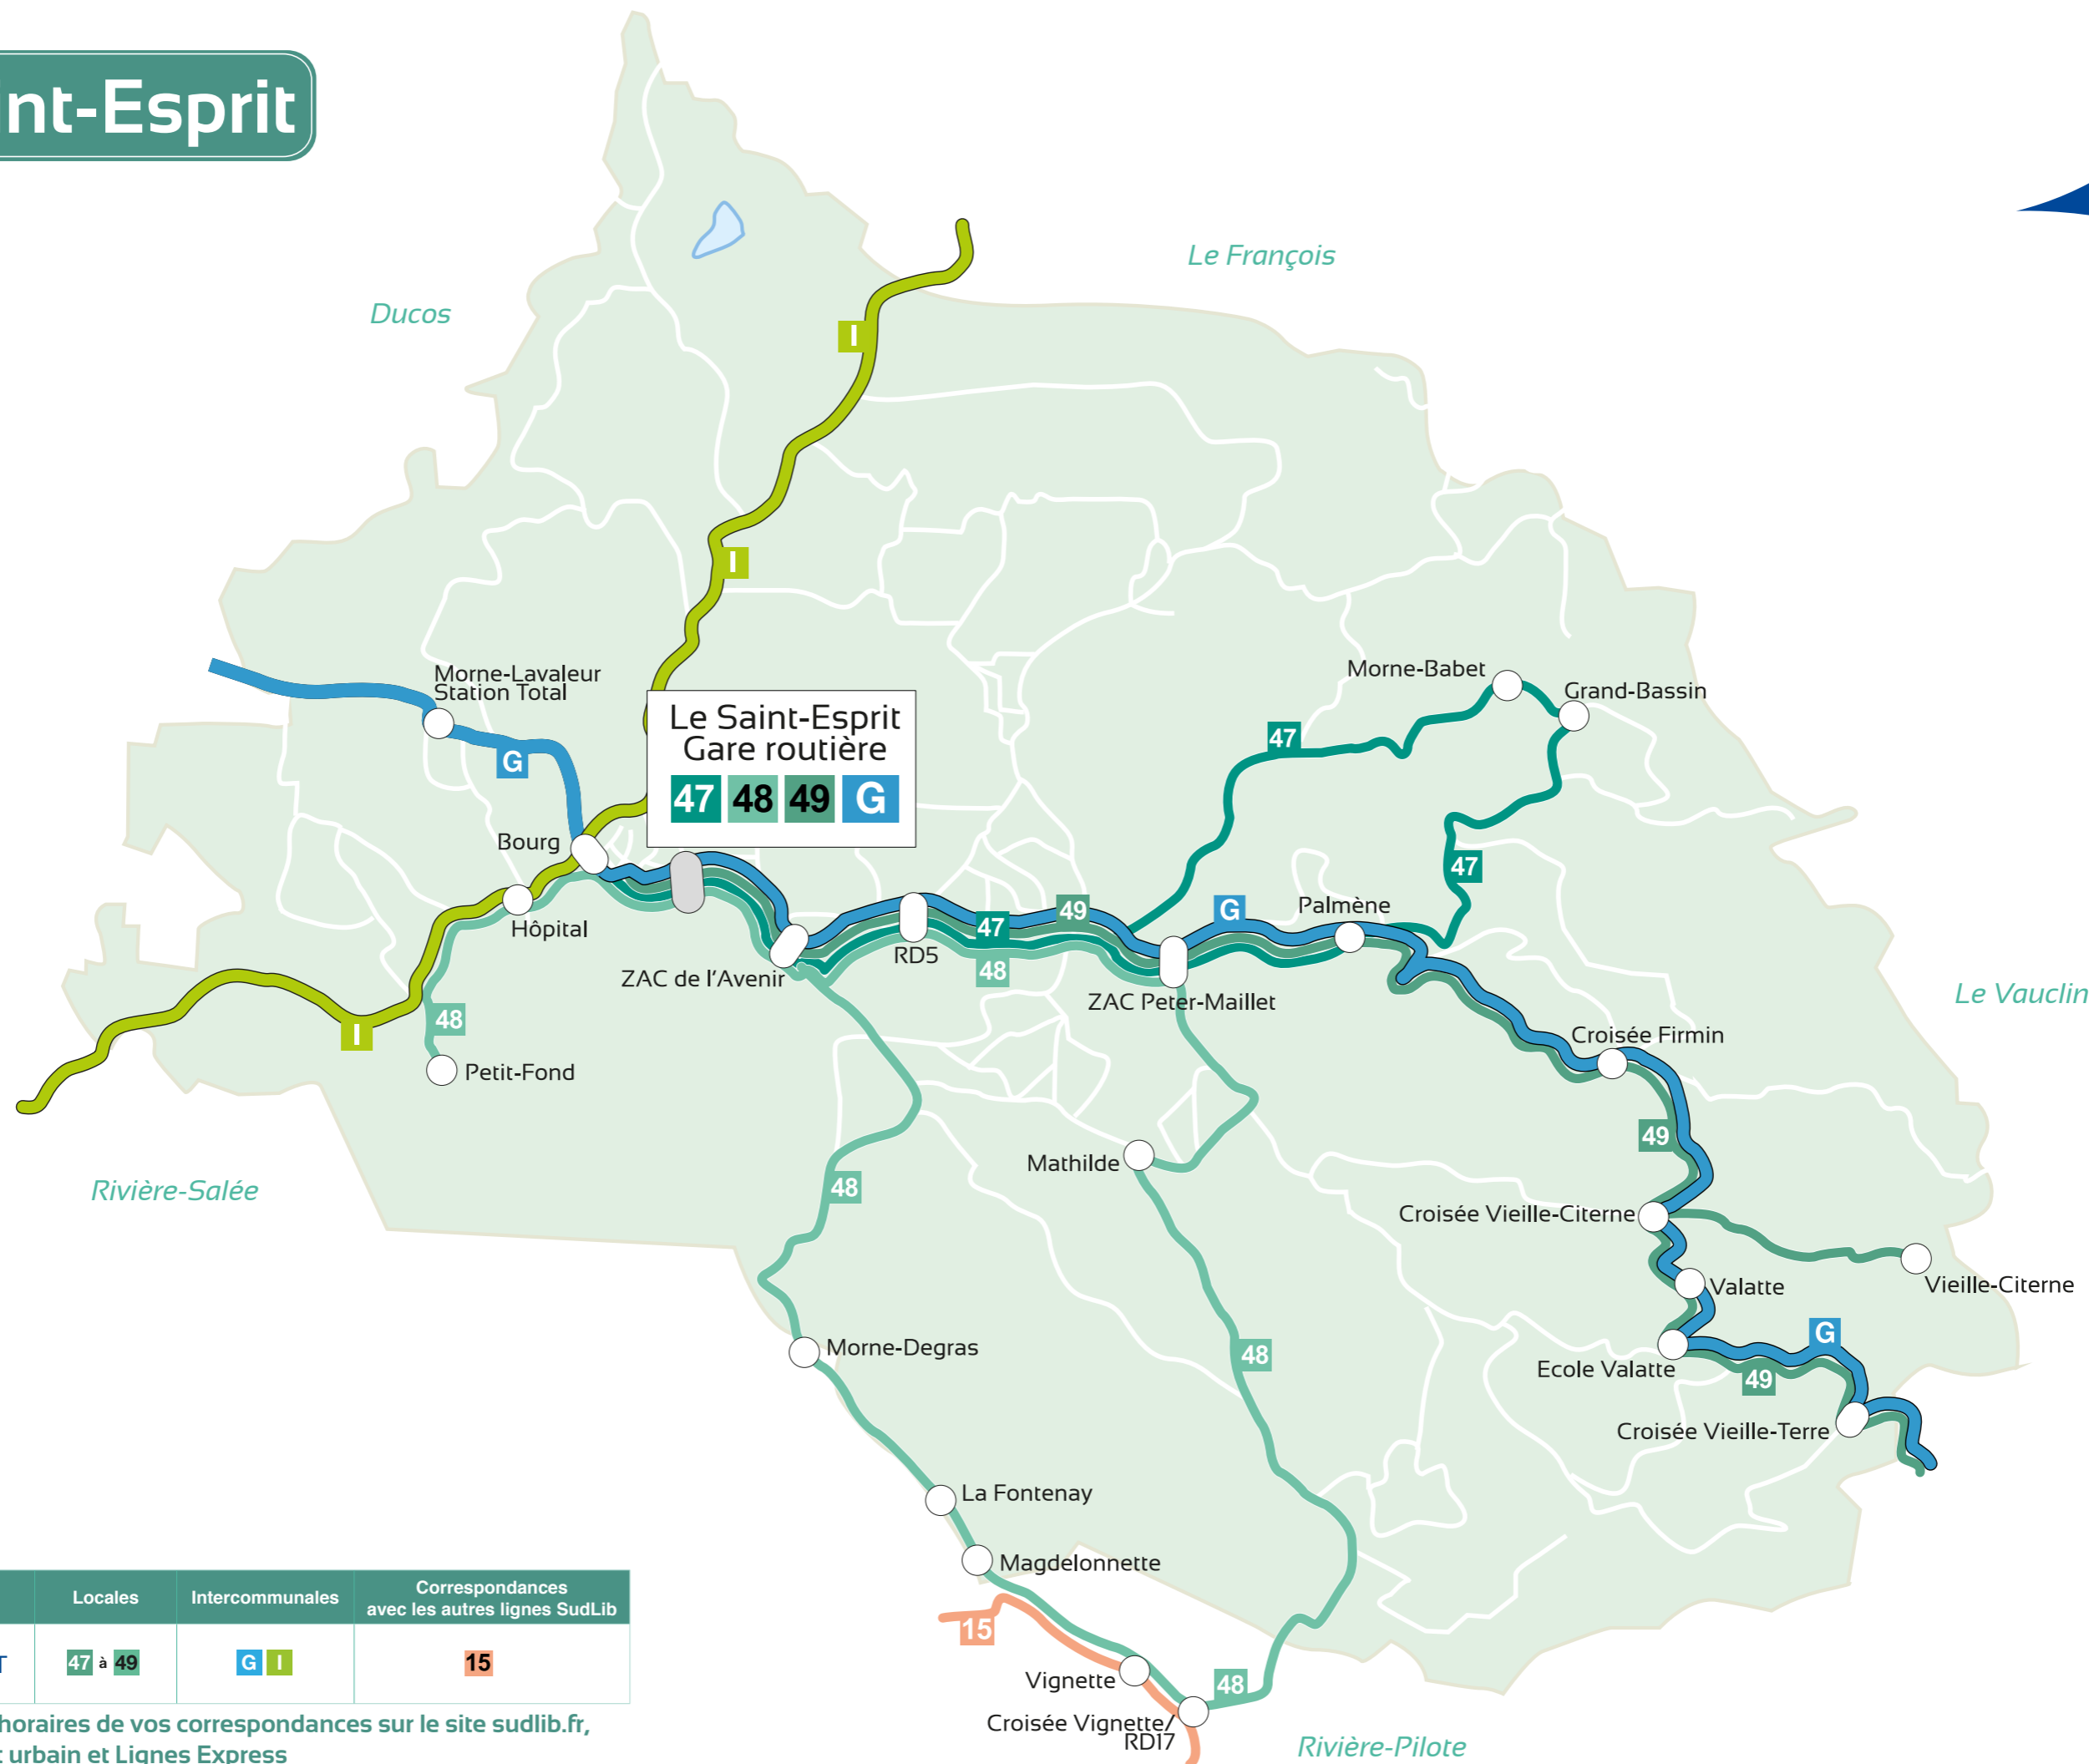 int-Esprit
Le François
Ducos
I
I
Morne-Lavaleur
Station Total
G
Le Saint-Esprit
Gare routière
47 48 49 G
Morne-Babet
Grand-Bassin
47
47
Bourg
Hôpital
ZAC de l'Avenir
RD5
47
49
48
G
Palmène
ZAC Peter-Maillet
Le Vauclin
I
48
Petit-Fond
Croisée Firmin
49
Rivière-Salée
48
Mathilde
Croisée Vieille-Citerne
Vieille-Citerne
Valatte
G
Ecole Valatte
49
Croisée Vieille-Terre
Morne-Degras
48
La Fontenay
Magdelonnette
15
Vignette
48
Croisée Vignette/
RD17
Rivière-Pilote
Locales
Intercommunales
Correspondances
avec les autres lignes SudLib
T
47 à 49
G I
15
horaires de vos correspondances sur le site sudlib.fr,
t urbain et Lignes Express